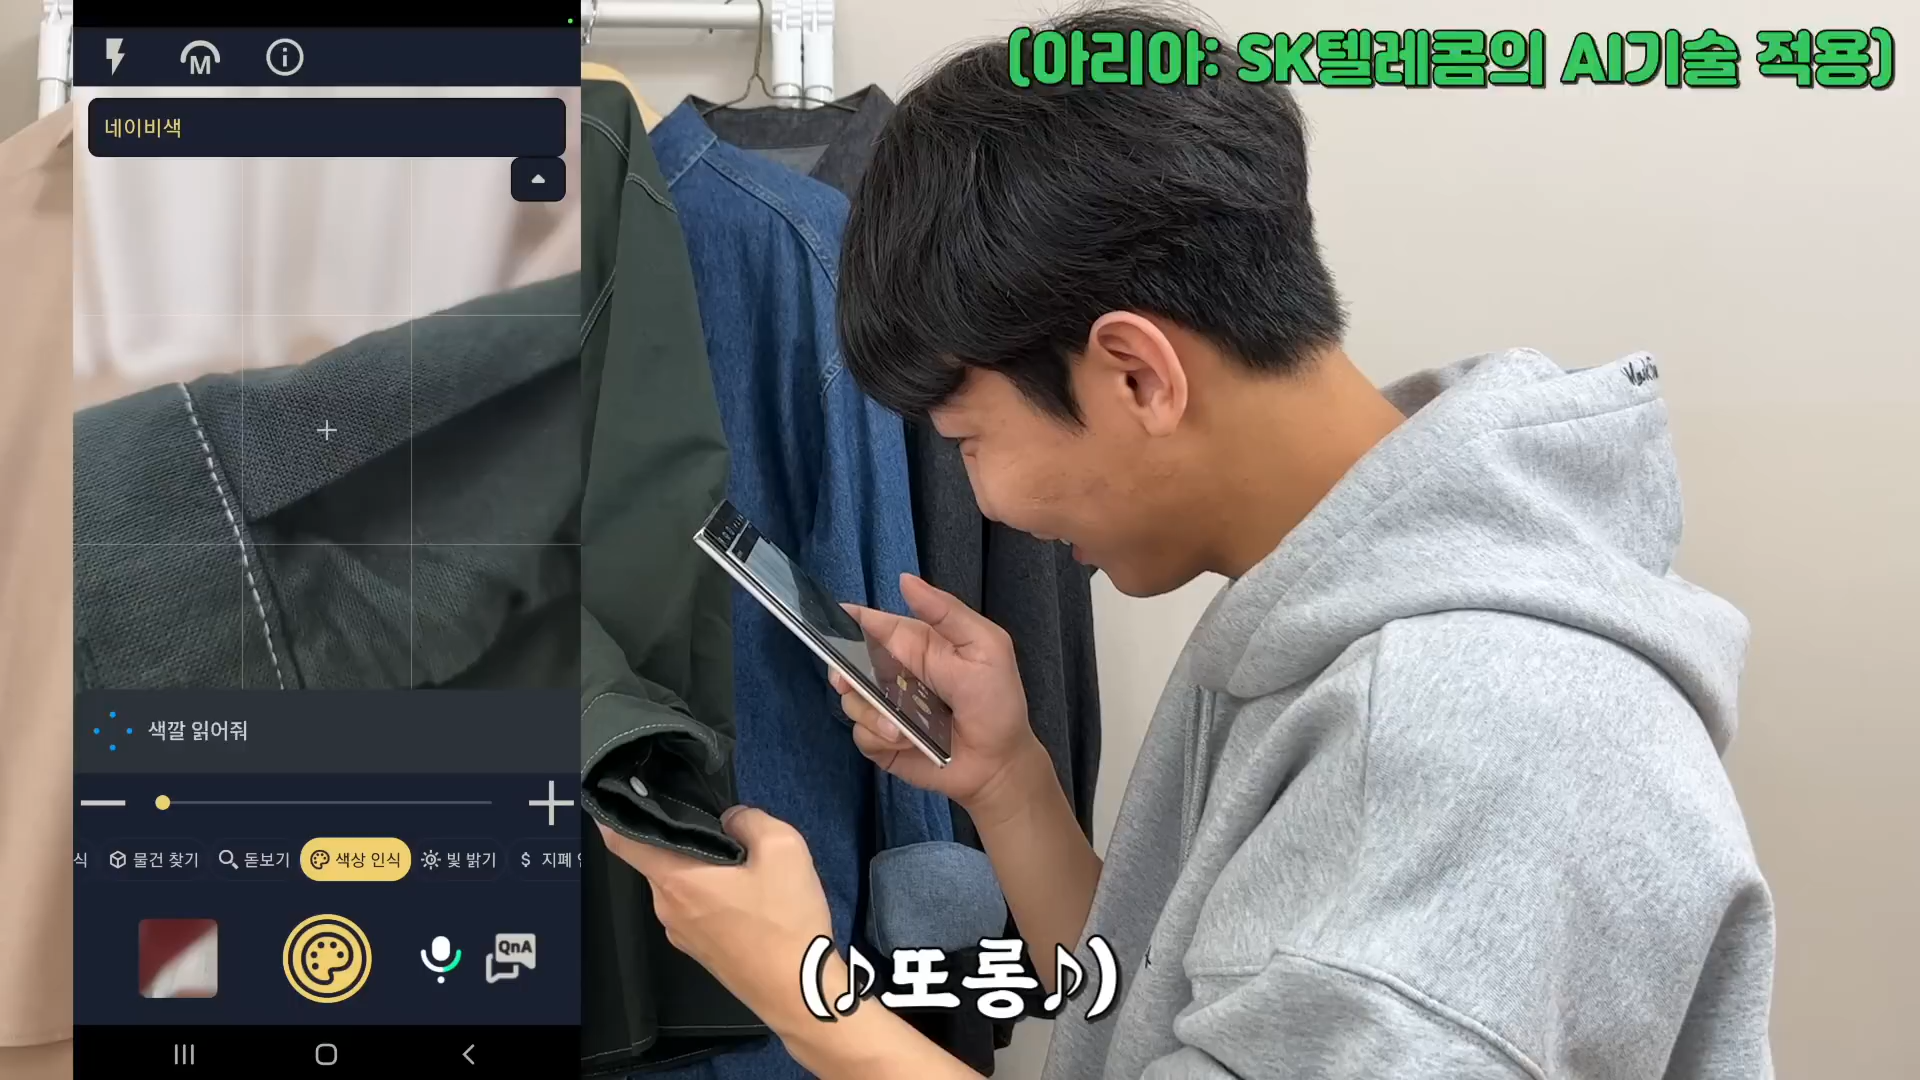 (아리아: SK텔레콤의 AI기술 적용)
M
네이비색
색깔 읽어줘
식 물건 찾기 돋보기 색상 인식 빛 밝기 $ 지폐
QnA
(♪또롱♪)